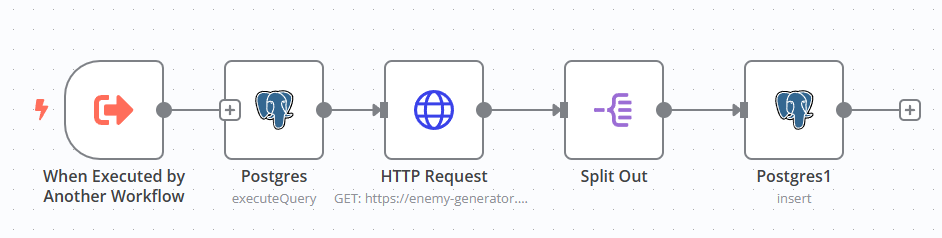 When Executed by
Another Workflow
Postgres
executeQuery
HTTP Request
GET: https://enemy-generator....
Split Out
Postgres1
insert